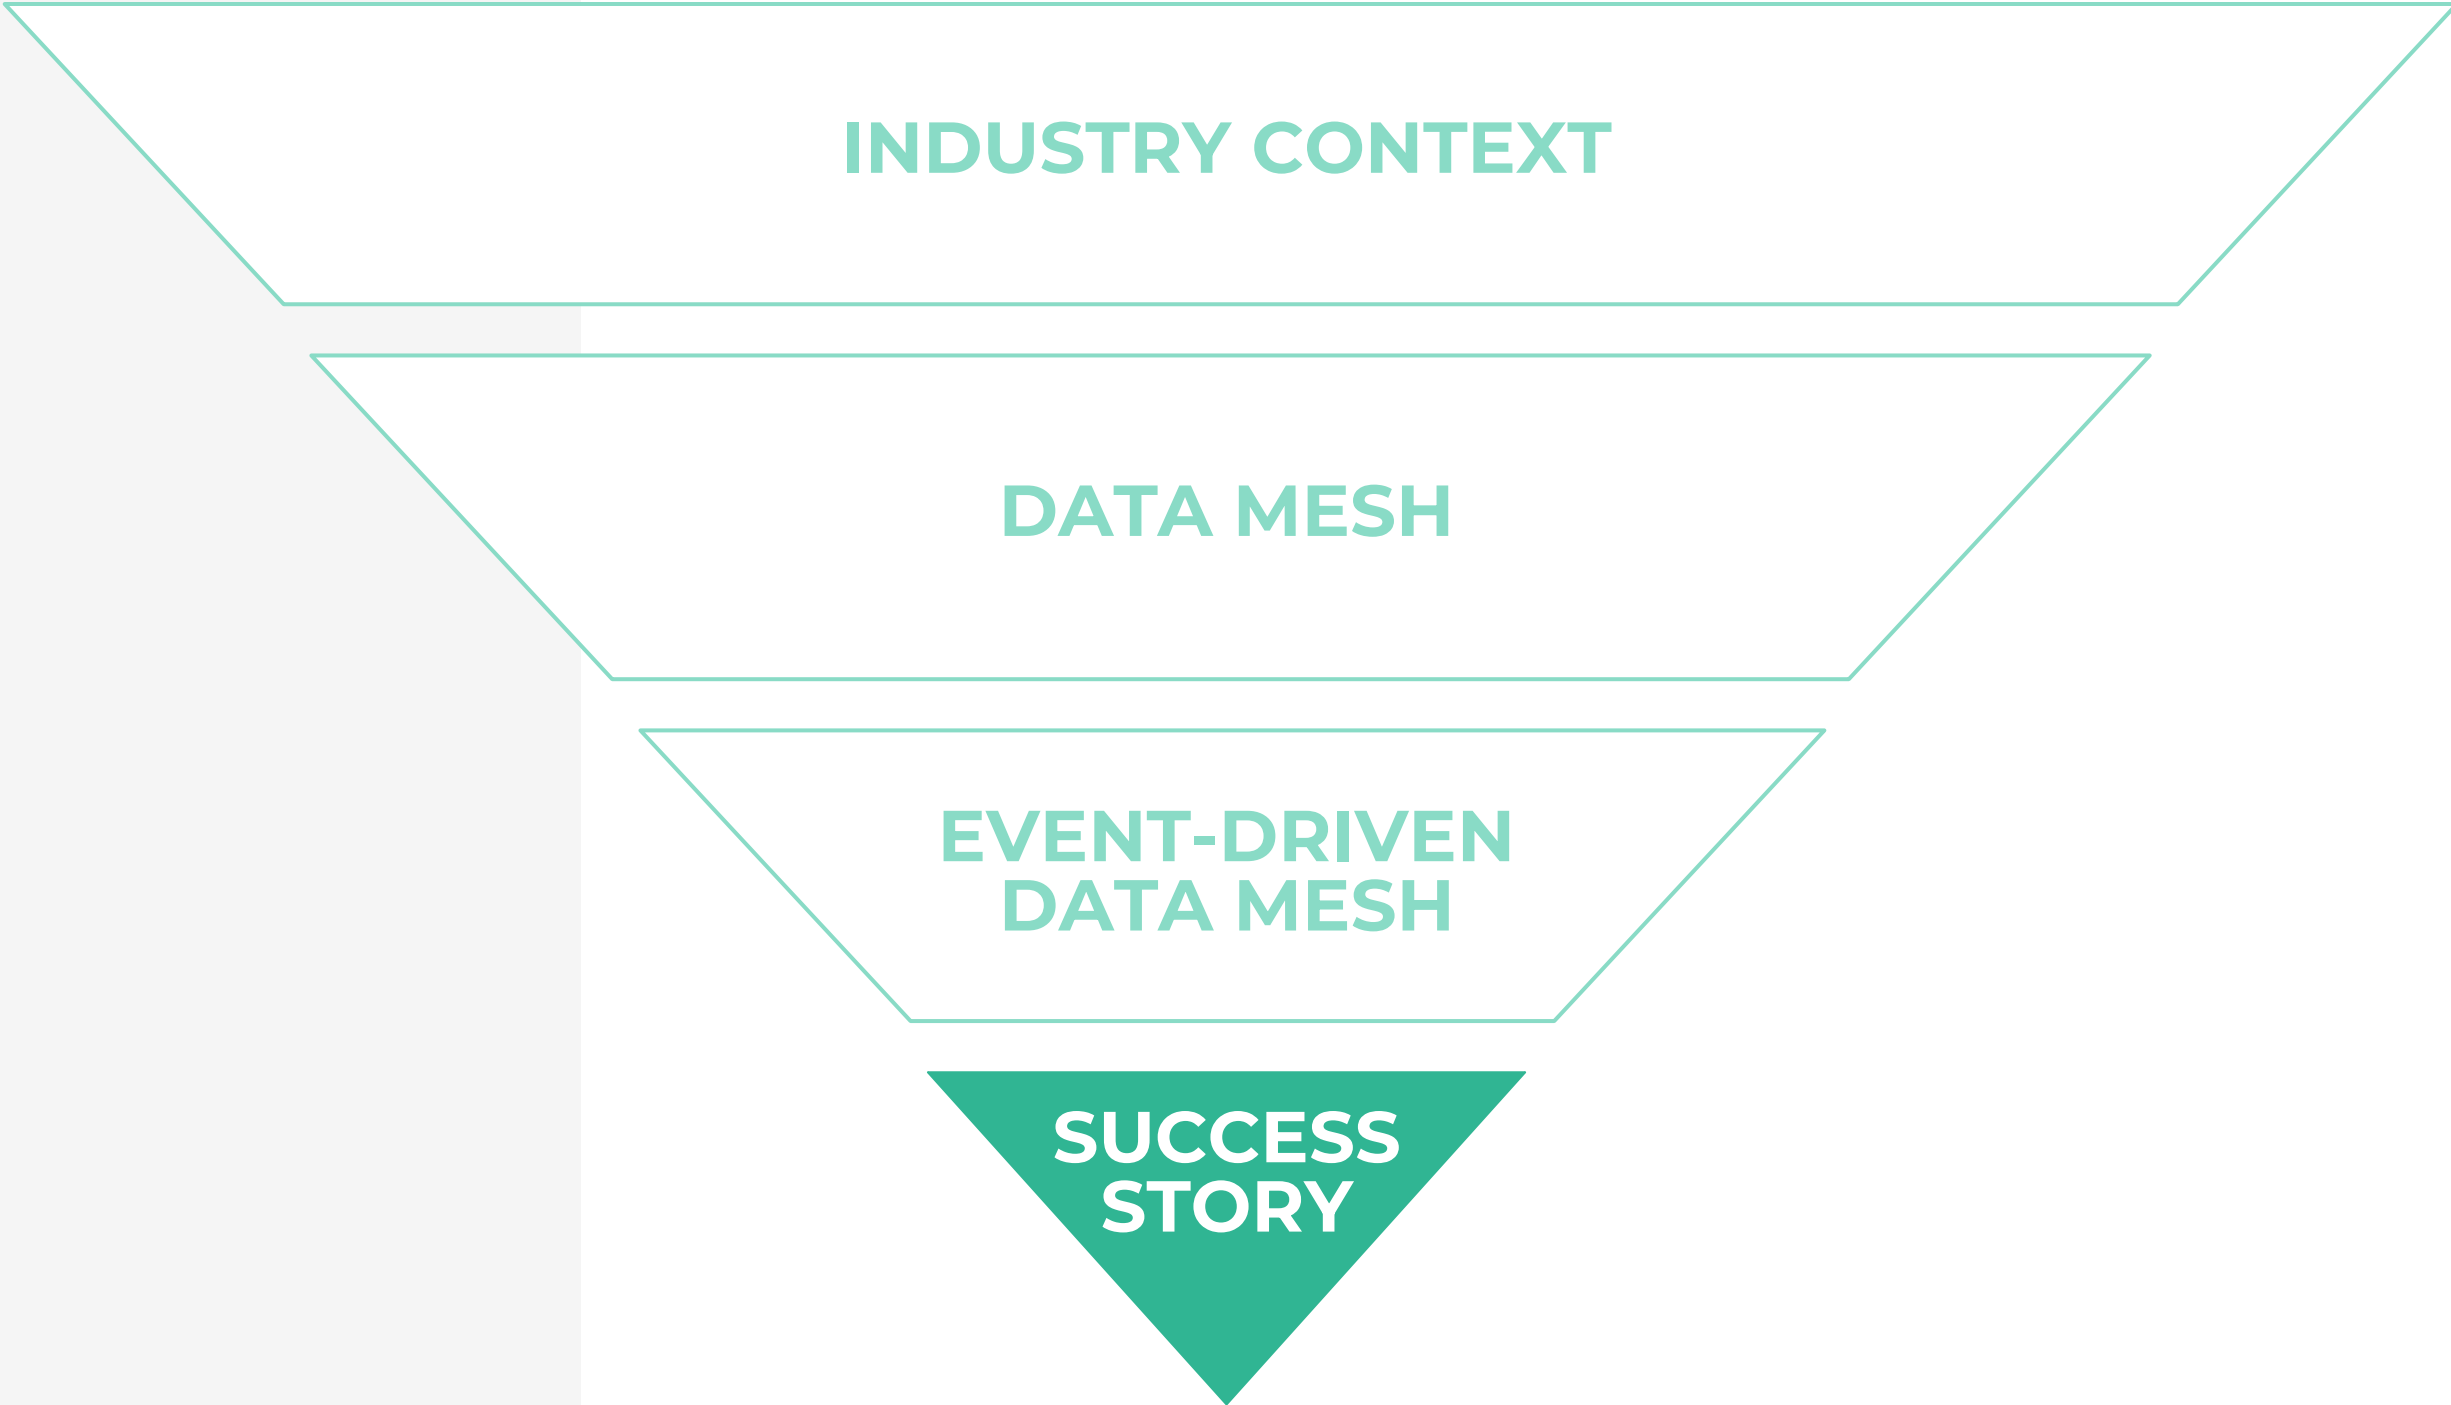 INDUSTRY CONTEXT
DATA MESH
EVENT-DRIVEN
DATA MESH
SUCCESS
STORY